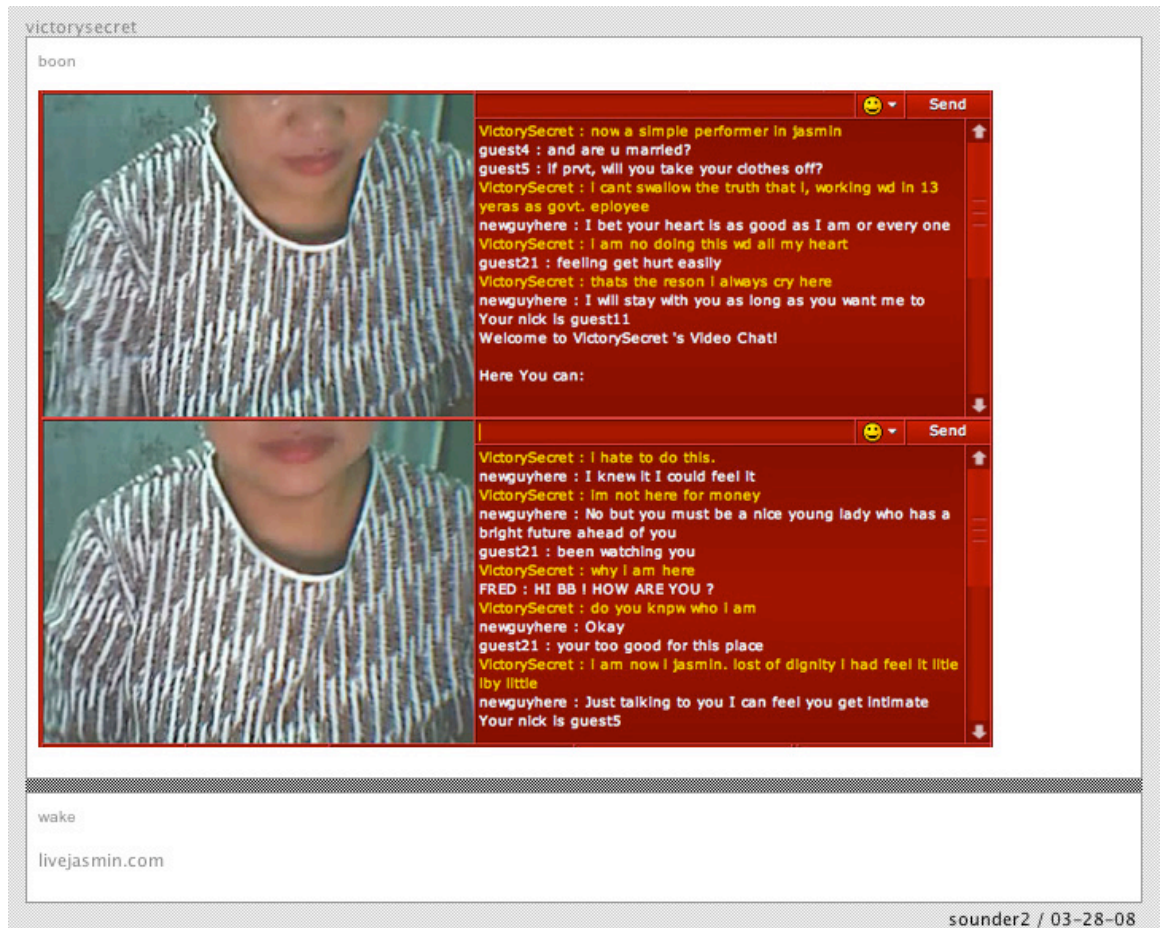 victorysecret
boon
Send
VictorySecret : now a simple performer in jasmin
guest4 : and are u married?
guest5 : if prvt, will you take your clothes off?
VictorySecret : i cant swallow the truth that i, working wd in 13
yeras as govt. eployee
newguyhere : I bet your heart is as good as I am or every one
VictorySecret : i am no doing this wd all my heart
guest21 : feeling get hurt easily
VictorySecret : thats the reson i always cry here
newguyhere : I will stay with you as long as you want me to
Your nick is guest11
Welcome to VictorySecret 's Video Chat!
Here You can:
Send
VictorySecret : i hate to do this.
newguyhere : I knew it I could feel it
VictorySecret : im not here for money
newguyhere : No but you must be a nice young lady who has a
bright future ahead of you
guest21 : been watching you
VictorySecret : why i am here
FRED : HI BB ! HOW ARE YOU ?
VictorySecret : do you knpw who i am
newguyhere : Okay
guest21 : your too good for this place
VictorySecret : i am now i jasmin. lost of dignity i had feel it litle
lby little
newguyhere : Just talking to you I can feel you get intimate
Your nick is guest5
wake
livejasmin.com
sounder2 / 03-28-08